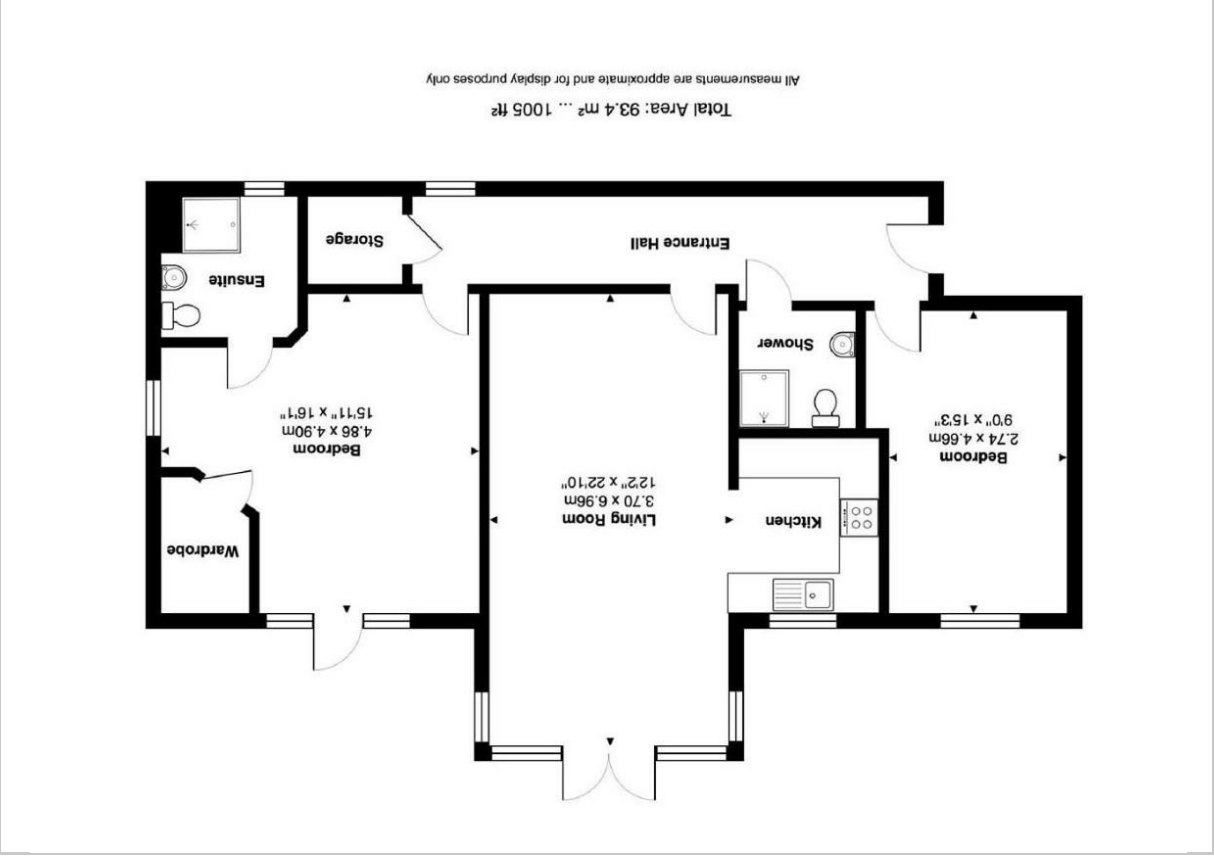 Bedroom
2.74 x 4.66m
9'0" x 15'3"
Kitchen
Living Room
3.70 x 6.96m
12'2" x 22'10"
Wardrobe
Bedroom
4.86 x 4.90m
15'11" x 16'1"
Shower
Ensuite
Entrance Hall
Storage
Total Area: 93.4 m² ... 1005 ft²
All measurements are approximate and for display purposes only